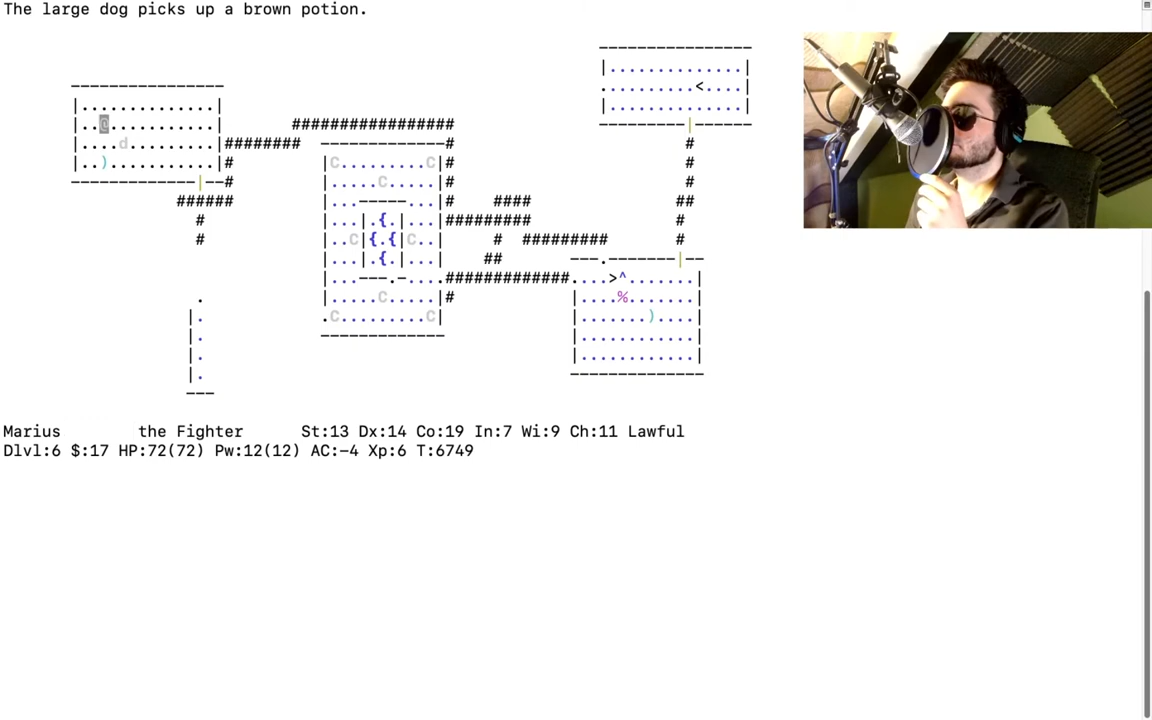 The large dog picks up a brown potion.
Marius the Fighter St:13 Dx:14 Co:19 In:7 Wi:9 Ch:11 Lawful
Dlvl:6 $:17 HP:72(72) Pw:12(12) AC:-4 Xp:6 T:6749